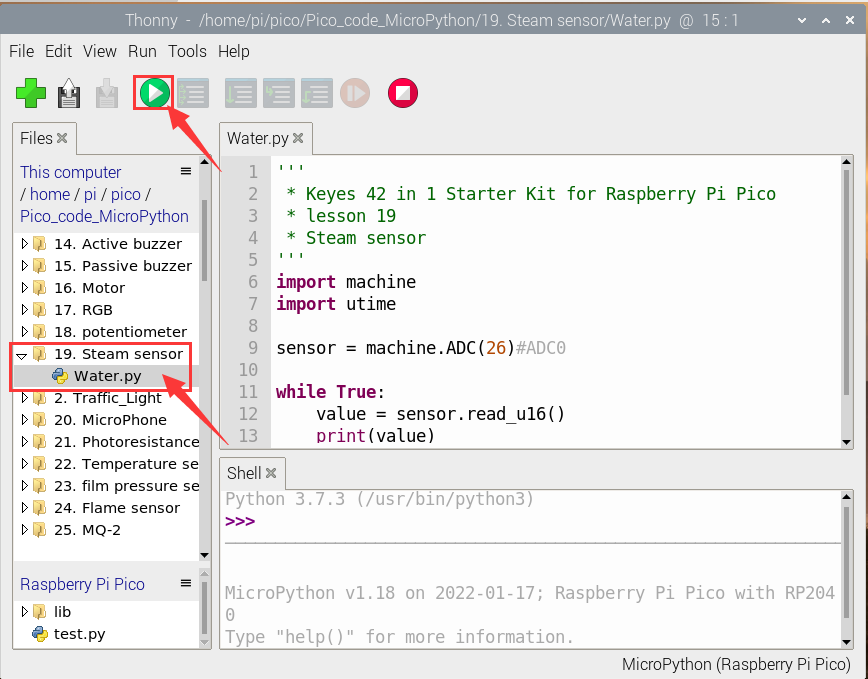 Thonny - /home/pi/pico/Pico_code_MicroPython/19. Steam sensor/Water.py @ 15 : 1
File Edit View Run Tools Help
Files
This computer
/ home / pi / pico /
Pico_code_MicroPython
14. Active buzzer
15. Passive buzzer
16. Motor
17. RGB
18. potentiometer
19. Steam sensor
Water.py
2. Traffic_Light
20. MicroPhone
21. Photoresistance
22. Temperature se
23. film pressure se
24. Flame sensor
25. MQ-2
Raspberry Pi Pico
lib
test.py
Water.py
1 '''
2 * Keyes 42 in 1 Starter Kit for Raspberry Pi Pico
3 * lesson 19
4 * Steam sensor
5 '''
6 import machine
7 import utime
8
9 sensor = machine.ADC(26)#ADC0
10
11 while True:
12 value = sensor.read_u16()
13 print(value)
Shell
Python 3.7.3 (/usr/bin/python3)
>>>
MicroPython v1.18 on 2022-01-17; Raspberry Pi Pico with RP204
0
Type "help()" for more information.
MicroPython (Raspberry Pi Pico)